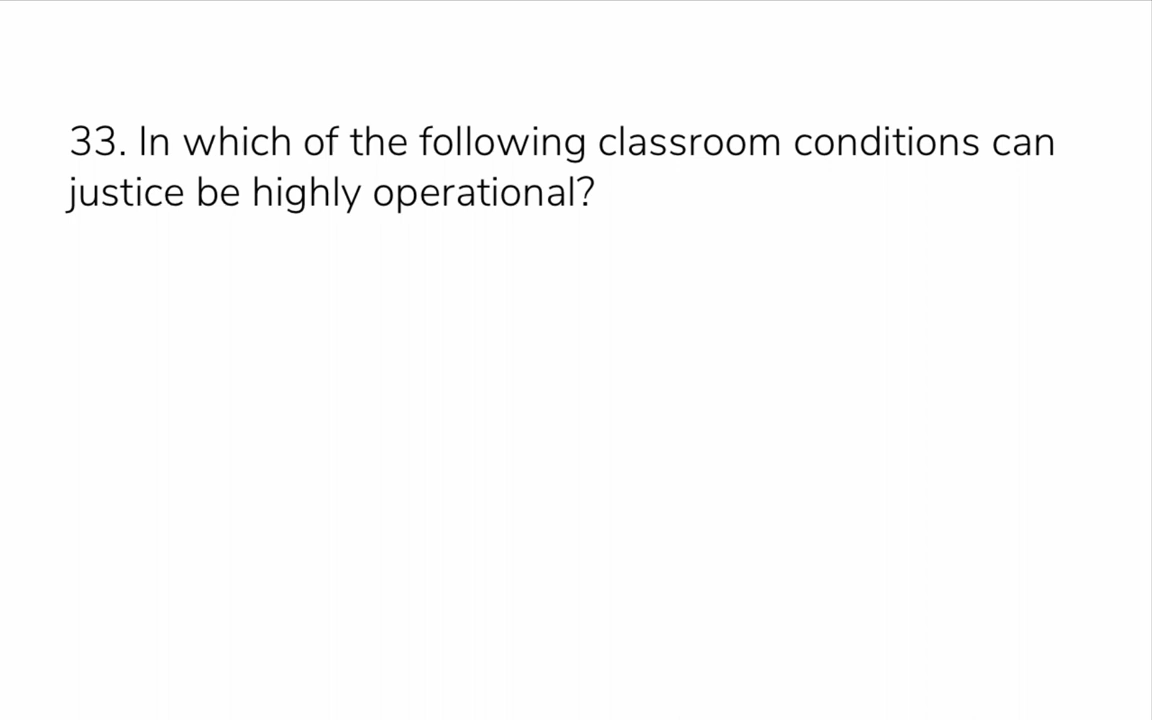 33. In which of the following classroom conditions can
justice be highly operational?